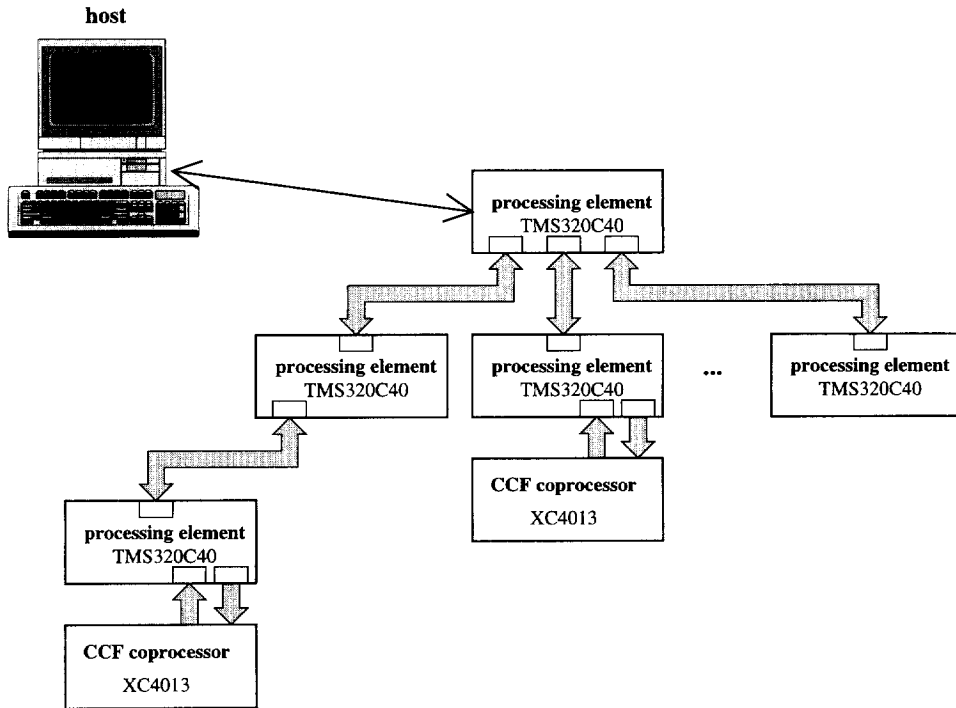 host
processing element
TMS320C40
processing element
TMS320C40
processing element
TMS320C40
...
processing element
TMS320C40
CCF coprocessor
XC4013
processing element
TMS320C40
CCF coprocessor
XC4013